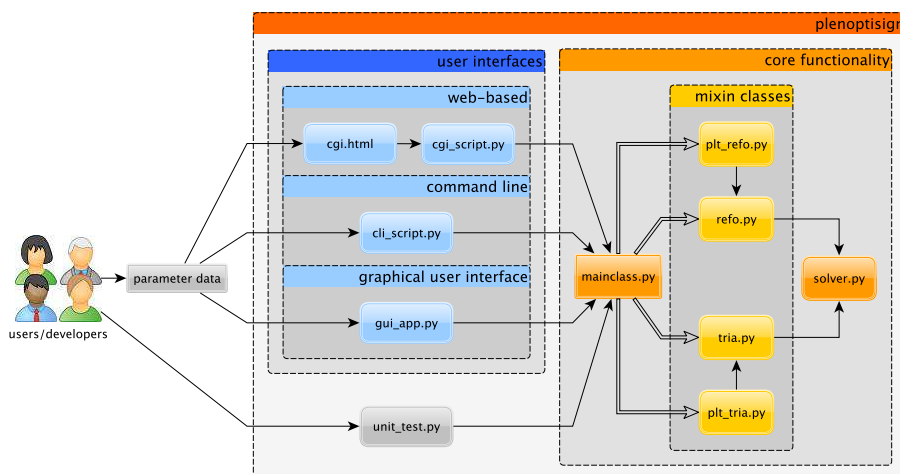 plenoptisign
user interfaces
core functionality
web-based
mixin classes
cgi.html
cgi_script.py
plt_refo.py
command line
refo.py
cli_script.py
graphical user interface
parameter data
mainclass.py
solver.py
gui_app.py
users/developers
tria.py
plt_tria.py
unit_test.py